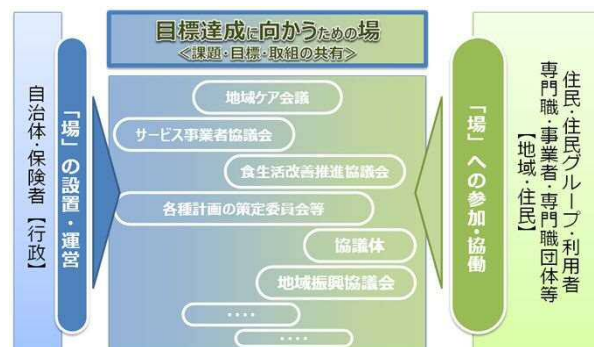 目標達成に向かうための場
<課題・目標・取組の共有>
自治体・保険者【行政】
「場」の設置・運営
地域ケア会議
サービス事業者協議会
食生活改善推進協議会
各種計画の策定委員会等
協議体
地域振興協議会
・・・・
・・・・
「場」への参加・協働
住民・住民グループ・利用者
専門職・事業者・専門職団体等
【地域・住民】